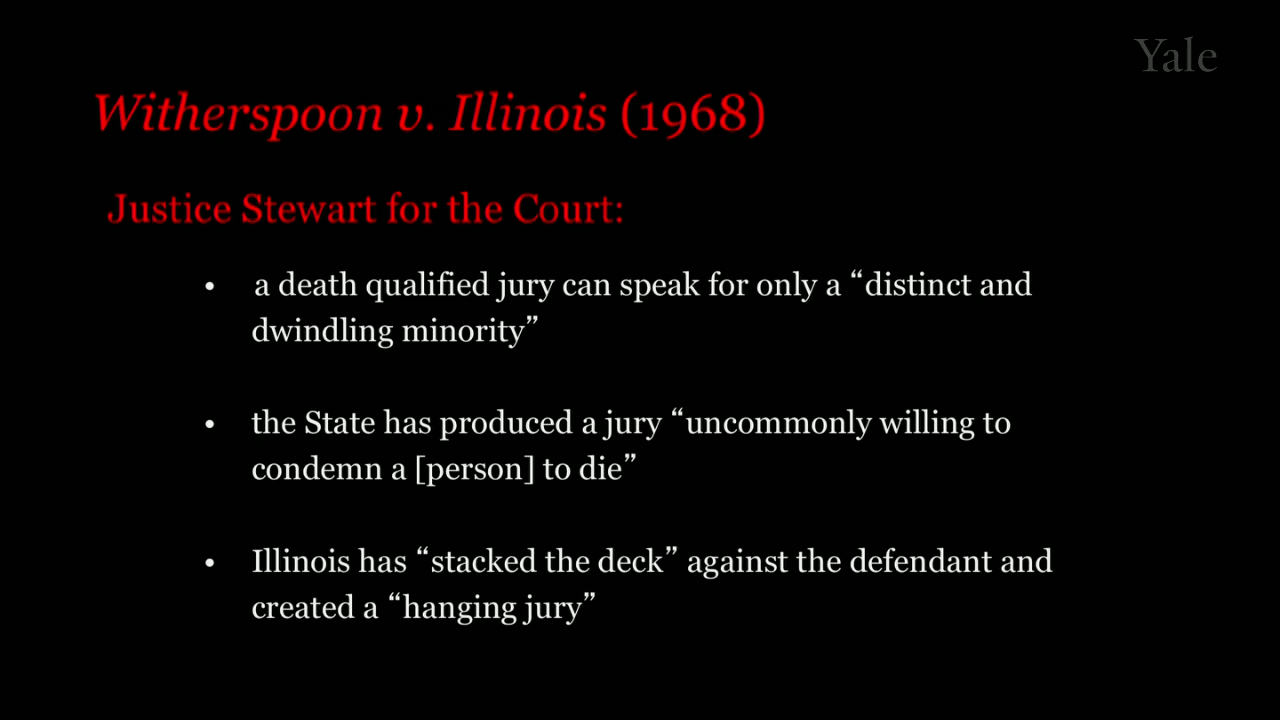 Yale
Witherspoon v. Illinois (1968)
Justice Stewart for the Court:
• a death qualified jury can speak for only a “distinct and
dwindling minority”
• the State has produced a jury “uncommonly willing to
condemn a [person] to die”
• Illinois has “stacked the deck” against the defendant and
created a “hanging jury”